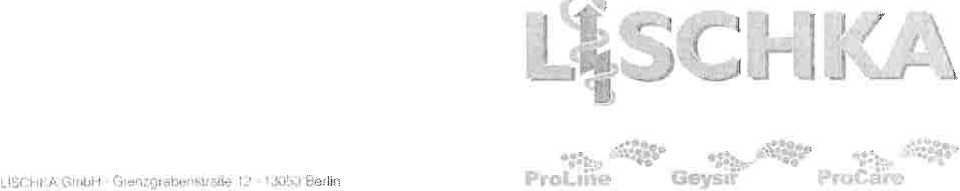 LISCHKA
ProLine Geysir ProCare
LISCHKA GmbH - Grenzgrabenstraße 12 - 13053 Berlin